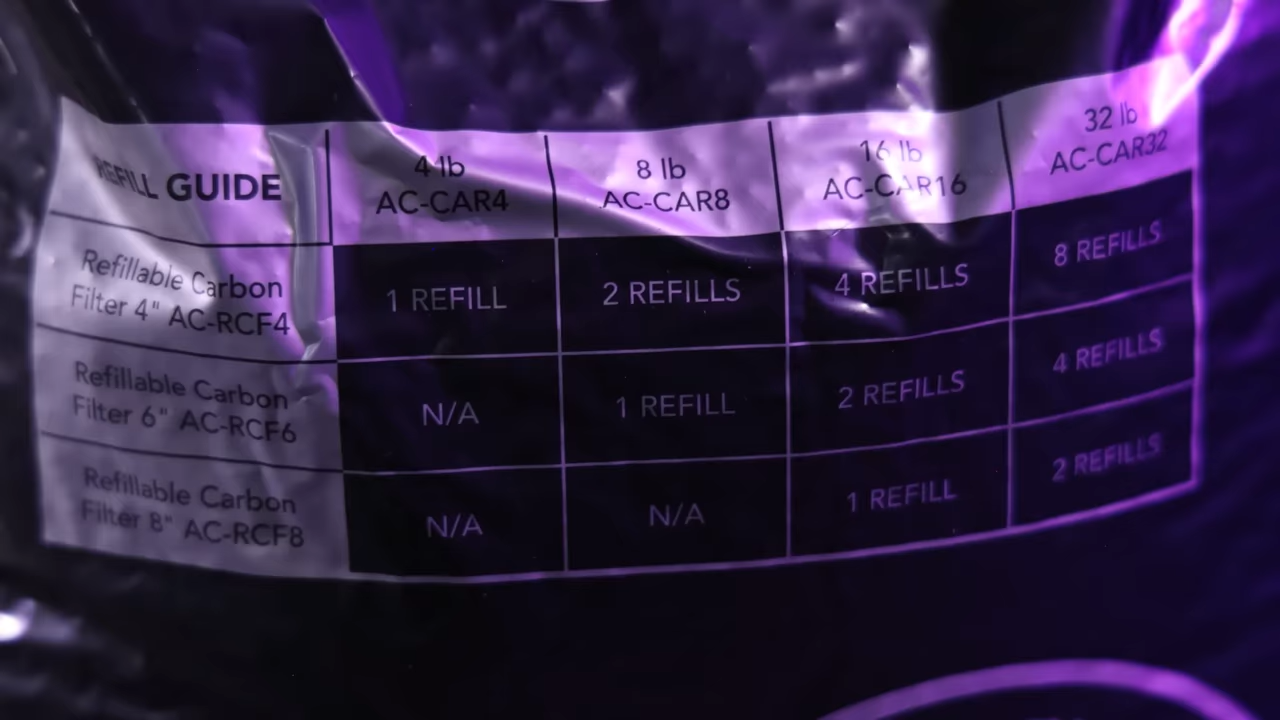 REFILL GUIDE
4 lb
AC-CAR4
8 lb
AC-CAR8
16 lb
AC-CAR16
32 lb
AC-CAR32
Refillable Carbon
Filter 4" AC-RCF4
1 REFILL
2 REFILLS
4 REFILLS
8 REFILLS
Refillable Carbon
Filter 6" AC-RCF6
N/A
1 REFILL
2 REFILLS
4 REFILLS
Refillable Carbon
Filter 8" AC-RCF8
N/A
N/A
1 REFILL
2 REFILLS